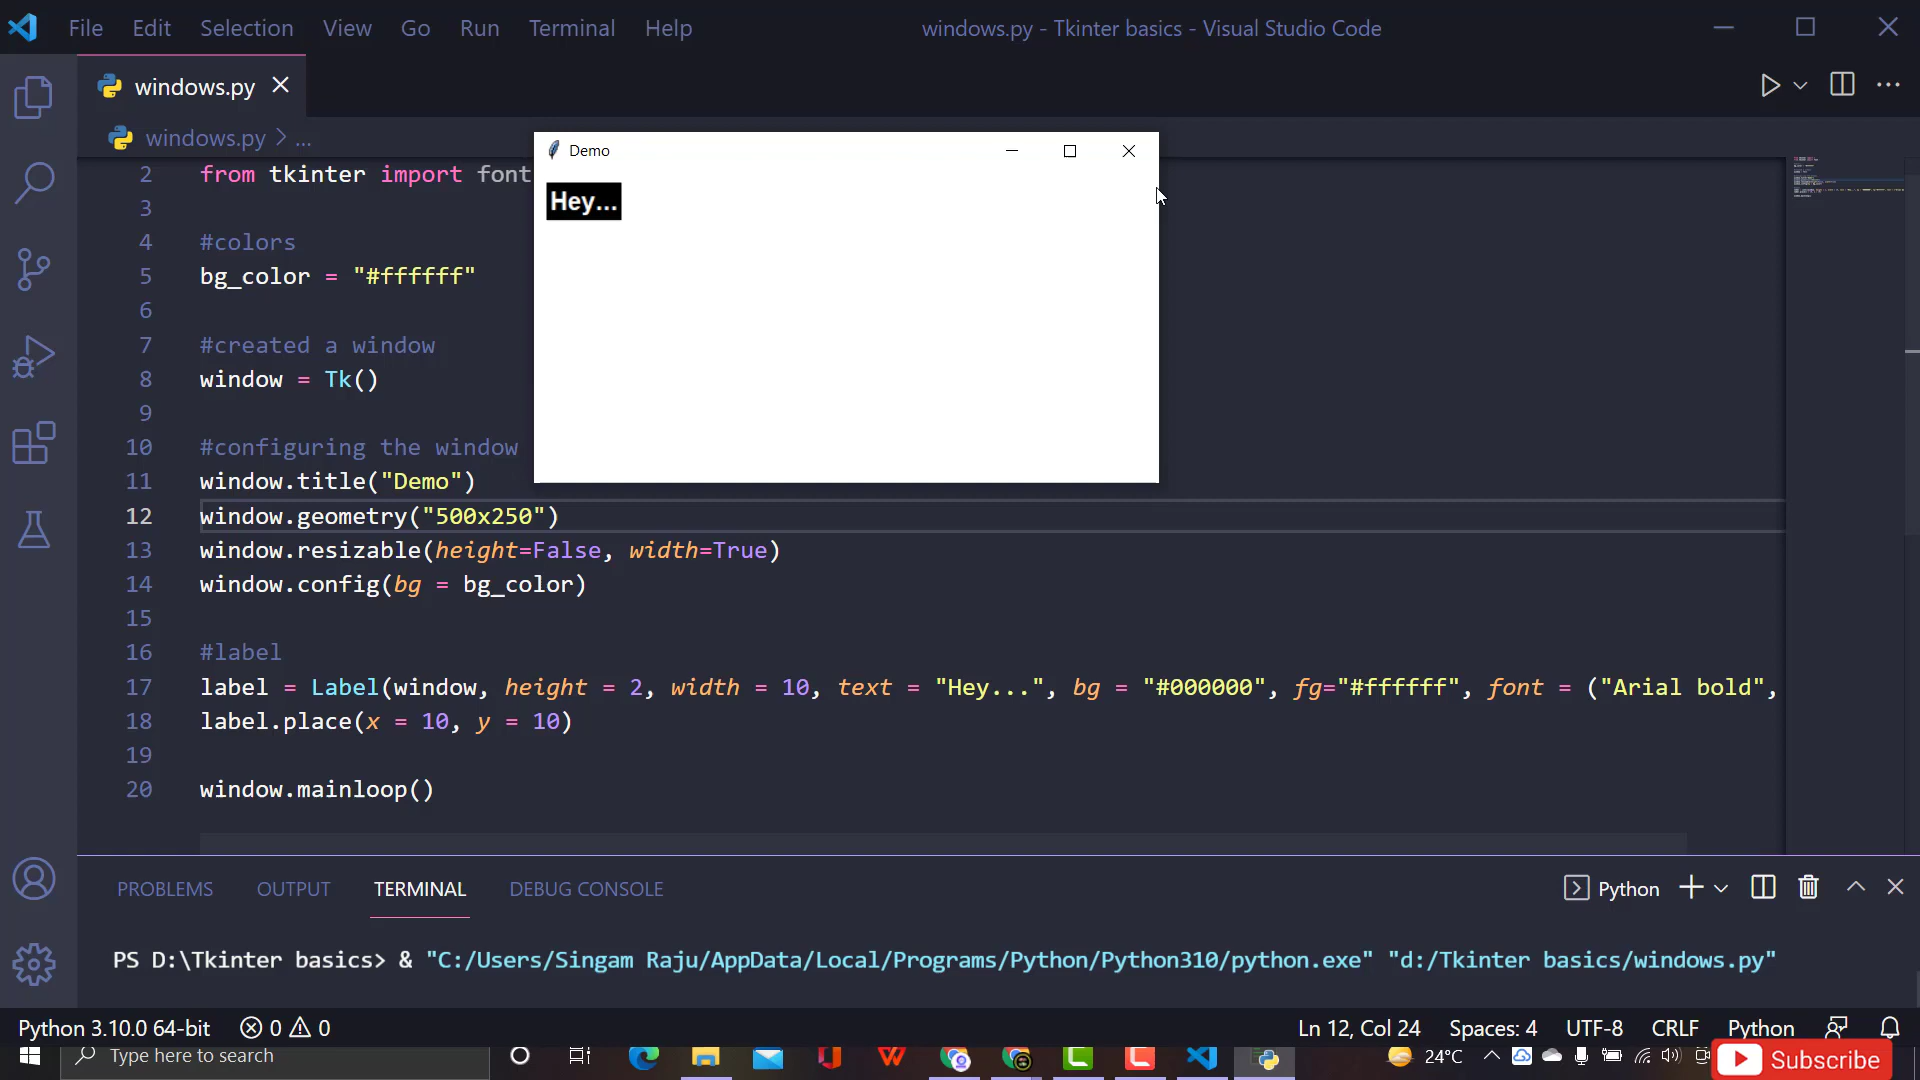 File Edit Selection View Go Run Terminal Help
windows.py - Tkinter basics - Visual Studio Code
windows.py
windows.py > ...
Demo
Hey...
2 from tkinter import font
3
4 #colors
5 bg_color = "#ffffff"
6
7 #created a window
8 window = Tk()
9
10 #configuring the window
11 window.title("Demo")
12 window.geometry("500x250")
13 window.resizable(height=False, width=True)
14 window.config(bg = bg_color)
15
16 #label
17 label = Label(window, height = 2, width = 10, text = "Hey...", bg = "#000000", fg="#ffffff", font = ("Arial bold",
18 label.place(x = 10, y = 10)
19
20 window.mainloop()
PROBLEMS OUTPUT TERMINAL DEBUG CONSOLE
Python
PS D:\Tkinter basics> & "C:/Users/Singam Raju/AppData/Local/Programs/Python/Python310/python.exe" "d:/Tkinter basics/windows.py"
Python 3.10.0 64-bit 0 0
Ln 12, Col 24 Spaces: 4 UTF-8 CRLF Python
Type here to search
24°C
Subscribe